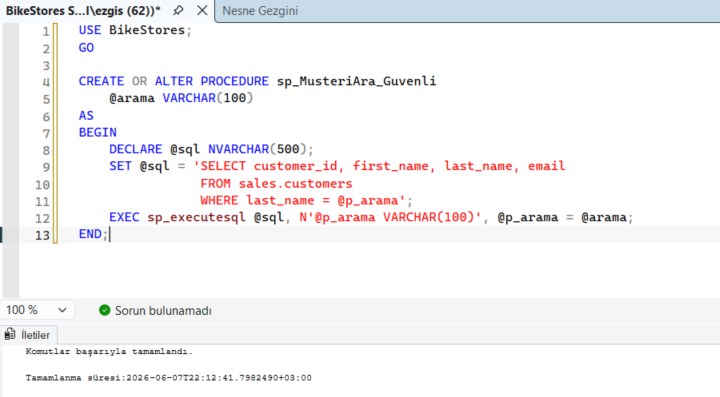 BikeStores S...l\ezgis (62))*
Nesne Gezgini
1 USE BikeStores;
2 GO
3
4 CREATE OR ALTER PROCEDURE sp_MusteriAra_Guvenli
5 @arama VARCHAR(100)
6 AS
7 BEGIN
8 DECLARE @sql NVARCHAR(500);
9 SET @sql = 'SELECT customer_id, first_name, last_name, email
10 FROM sales.customers
11 WHERE last_name = @p_arama';
12 EXEC sp_executesql @sql, N'@p_arama VARCHAR(100)', @p_arama = @arama;
13 END;
100 %
Sorun bulunamadı
İletiler
Komutlar başarıyla tamamlandı.
Tamamlanma süresi:2026-06-07T22:12:41.7982490+03:00